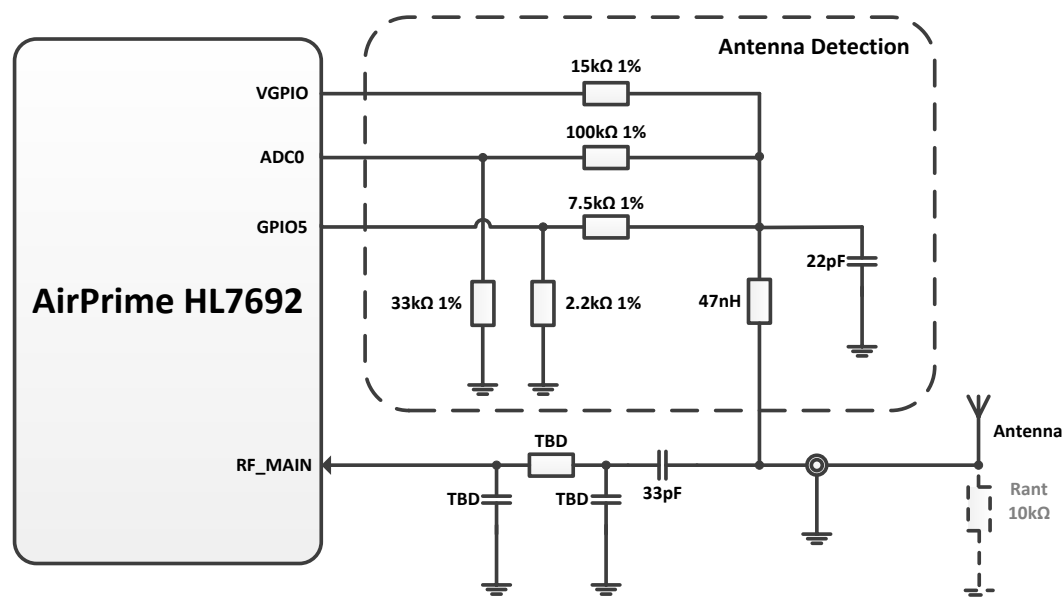 Antenna Detection
15kΩ 1%
VGPIO
100kΩ 1%
ADC0
7.5kΩ 1%
GPIO5
22pF
AirPrime HL7692
33kΩ 1%
2.2kΩ 1%
47nH
Antenna
TBD
RF_MAIN
33pF
TBD
TBD
Rant
10kΩ